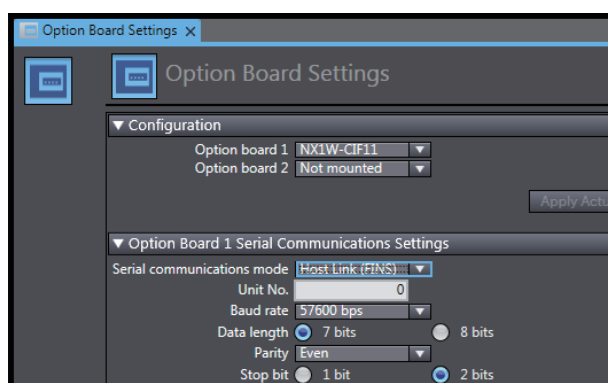 Option Board Settings
Option Board Settings
Configuration
Option board 1 NX1W-CIF11
Option board 2 Not mounted
Apply Actu
Option Board 1 Serial Communications Settings
Serial communications mode Host Link (FINS)
Unit No. 0
Baud rate 57600 bps
Data length 7 bits 8 bits
Parity Even
Stop bit 1 bit 2 bits